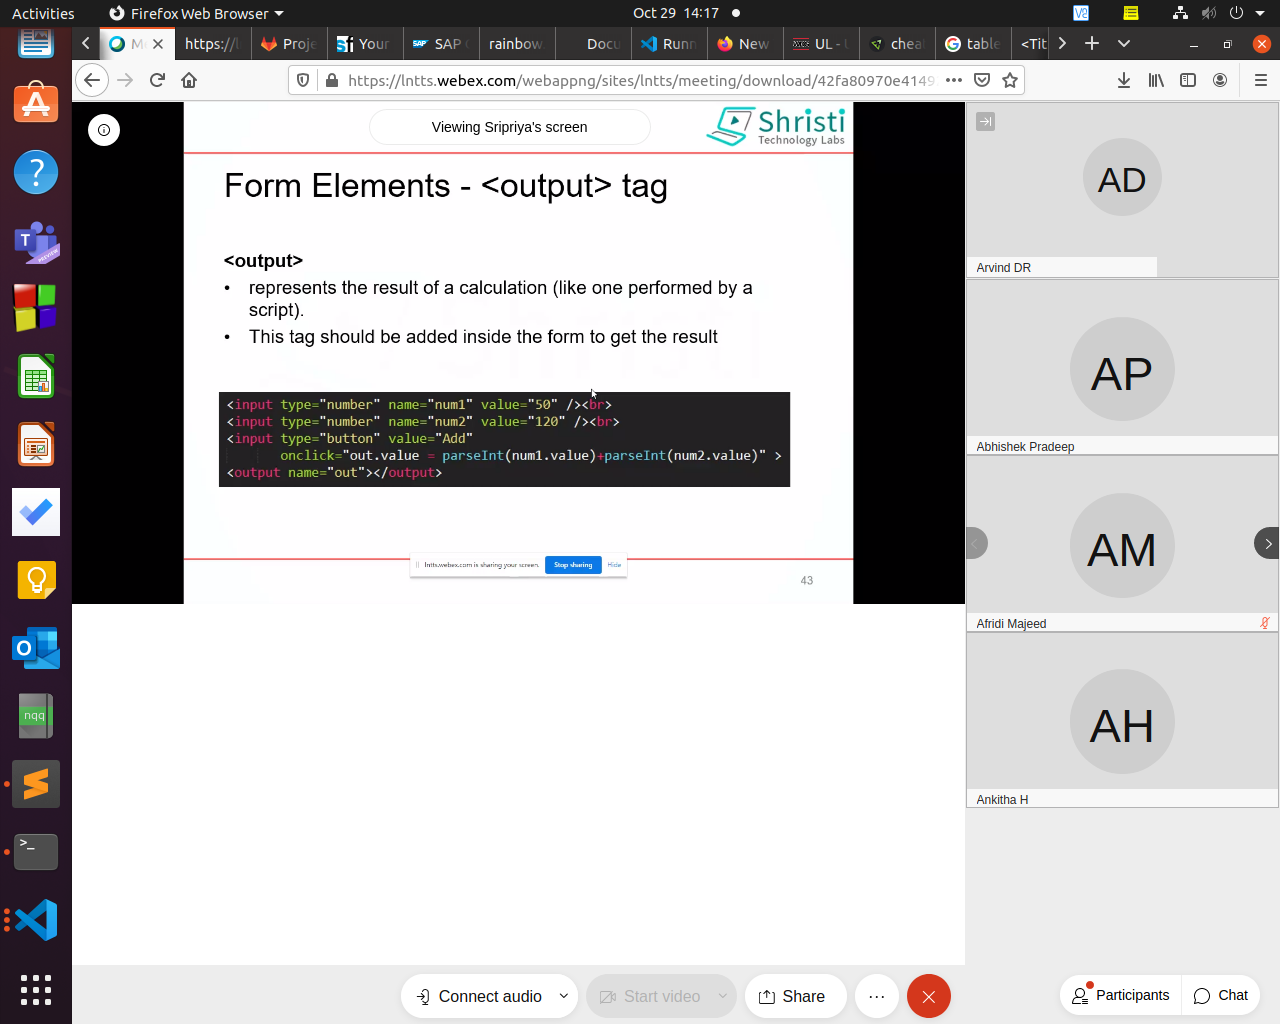 Activities
Firefox Web Browser
Oct 29 14:17
https://l
Proje
Your
SAP
rainbow
Docu
Runn
New
UL -
chea
table
<Tit
https://lntts.webex.com/webappng/sites/lntts/meeting/download/42fa80970e4149
Viewing Sripriya's screen
Shristi
Technology Labs
Form Elements - <output> tag
<output>
• represents the result of a calculation (like one performed by a
script).
• This tag should be added inside the form to get the result
<input type="number" name="num1" value="50" /><br>
<input type="number" name="num2" value="120" /><br>
<input type="button" value="Add"
onclick="out.value = parseInt(num1.value)+parseInt(num2.value)" >
<output name="out"></output>
lntts.webex.com is sharing your screen.
Stop sharing
Hide
43
AD
Arvind DR
AP
Abhishek Pradeep
AM
Afridi Majeed
AH
Ankitha H
nqq
Connect audio
Start video
Share
Participants
Chat